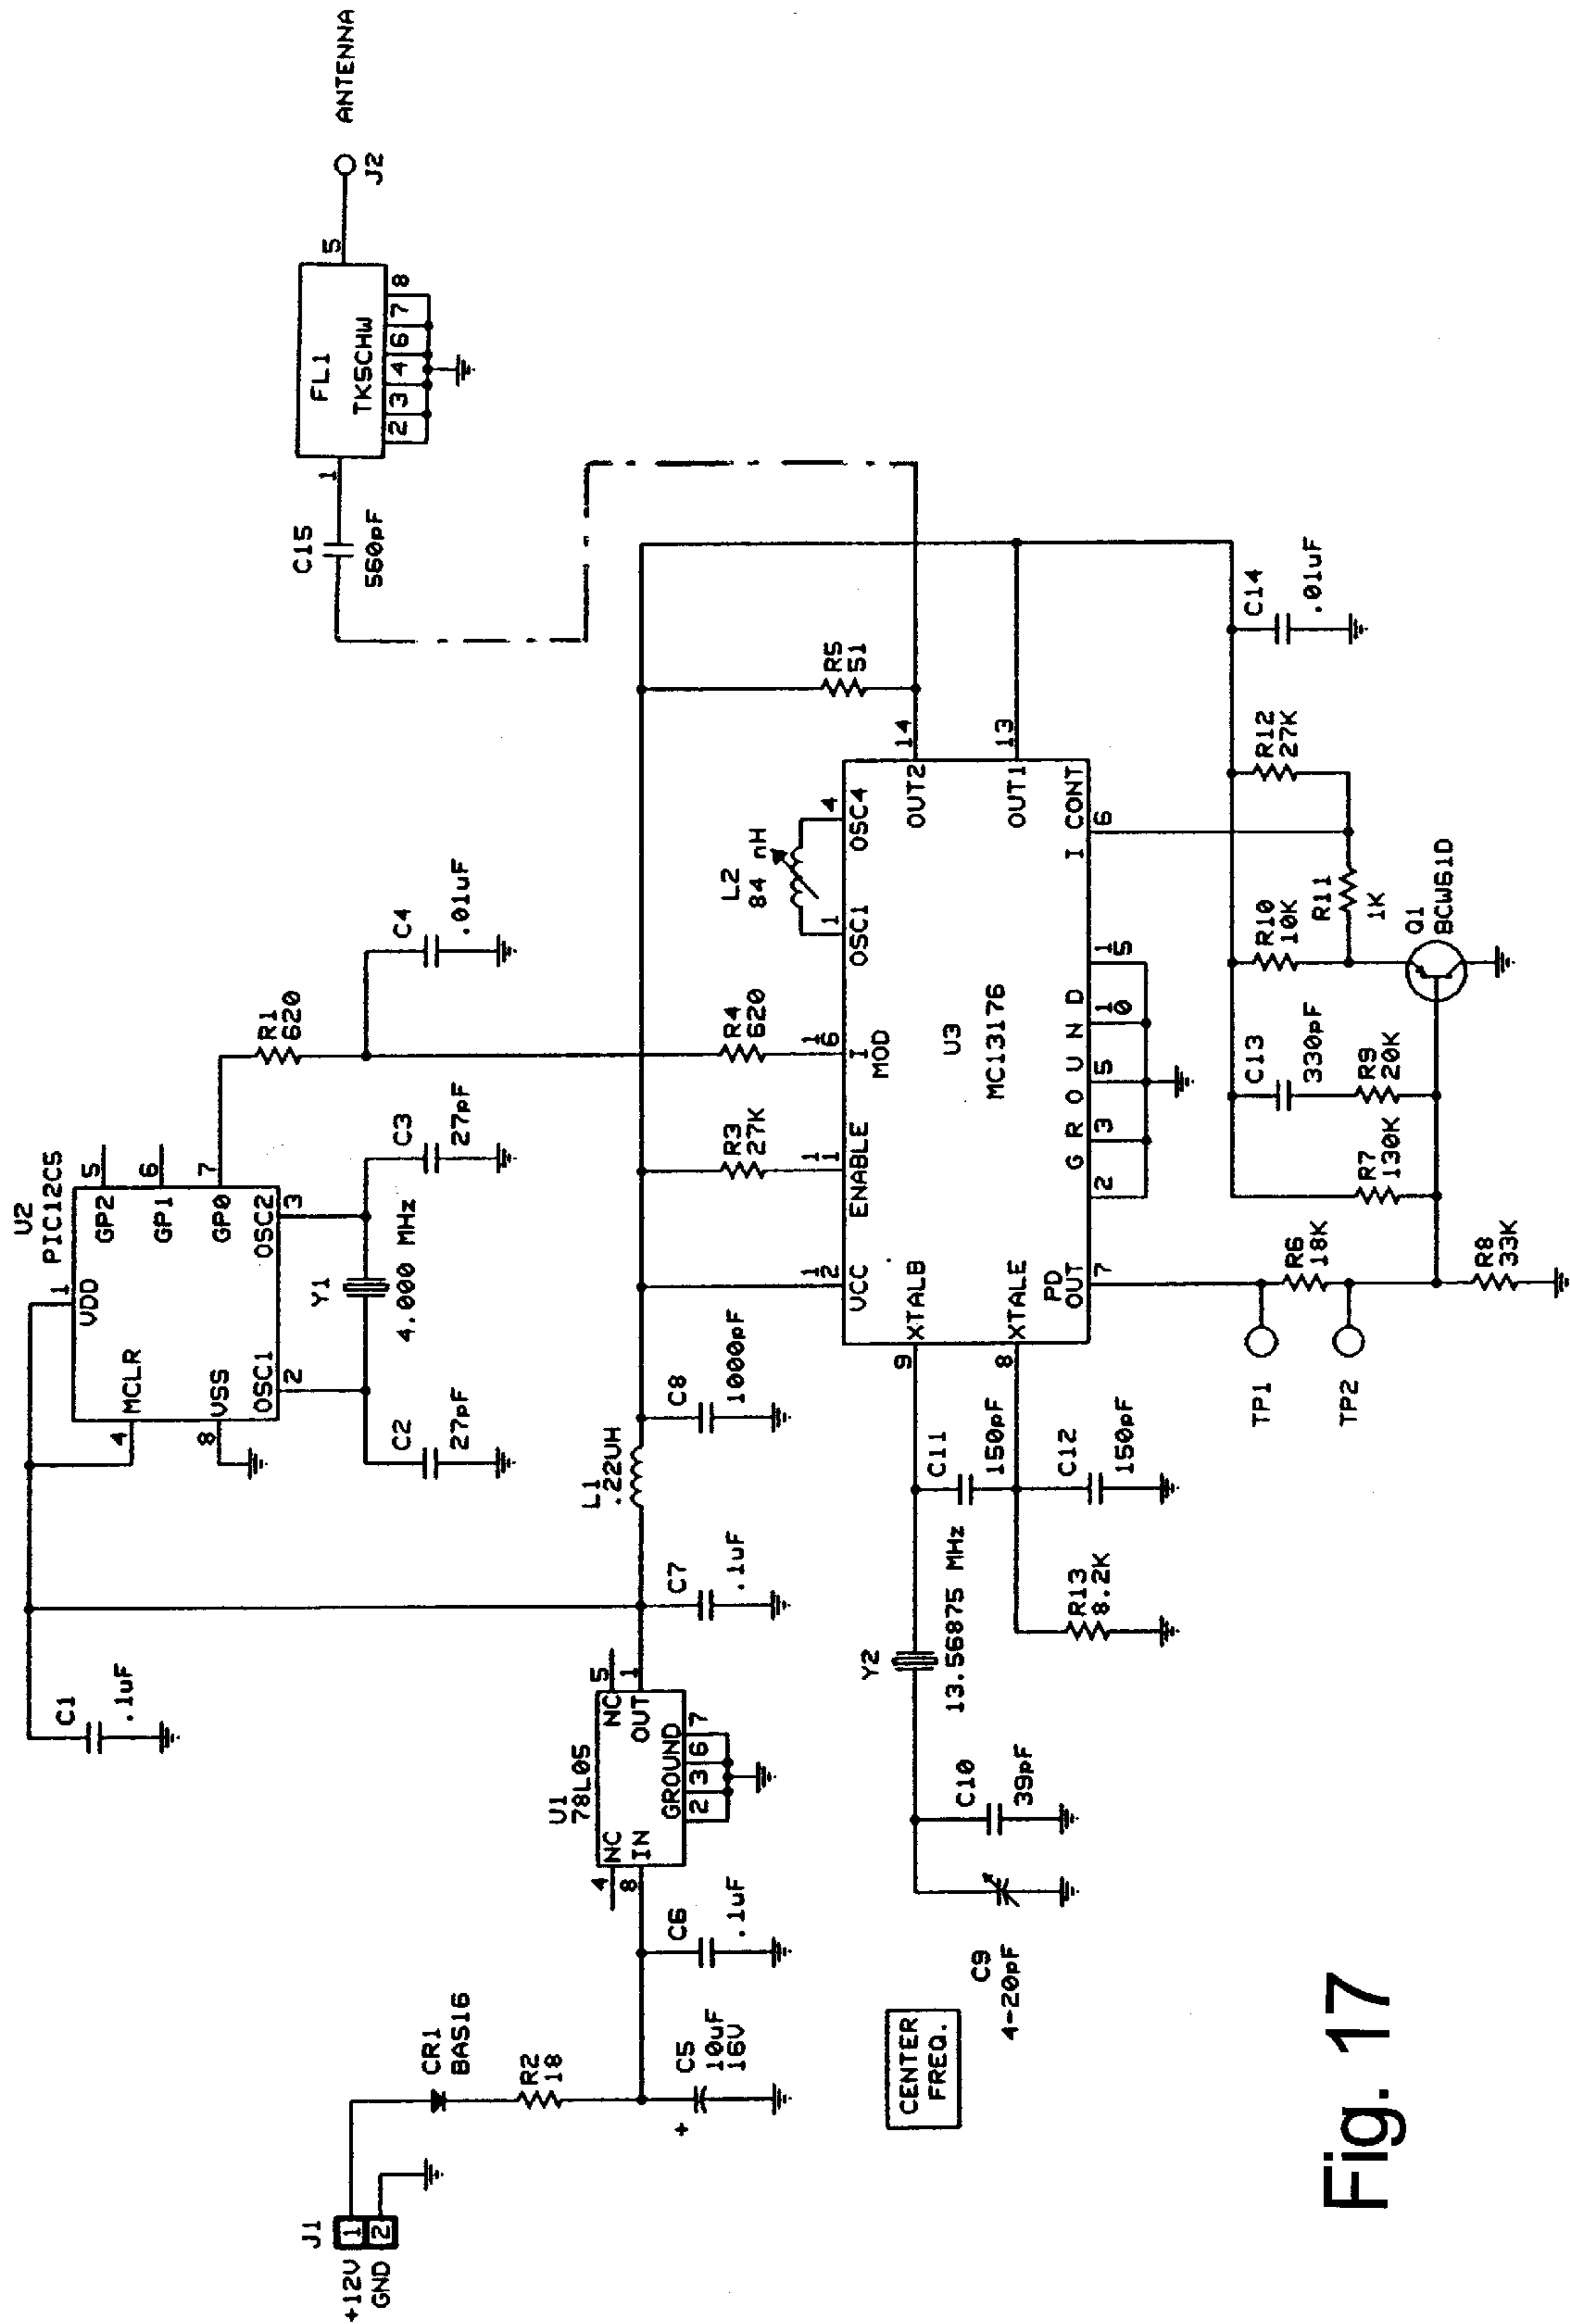 J1
+12V
GND
1
2
CR1
BAS16
R2
18
C5
10uF
16V
+
C6
.1uF
U1
78L05
4
NC
8
IN
NC
5
OUT
1
GROUND
2
3
6
7
C1
.1uF
C7
.1uF
L1
.22UH
C8
1000pF
U2
PIC12C5
1
VDD
MCLR
4
VSS
8
OSC1
2
GP2
5
GP1
6
GP0
7
OSC2
3
Y1
4.000 MHz
C2
27pF
C3
27pF
R1
620
C4
.01uF
R3
27K
R4
620
L2
84 nH
R5
51
C15
560pF
1
FL1
TK5CHW
2
3
4
6
7
8
5
J2
ANTENNA
CENTER
FREQ.
C9
4-20pF
C10
39pF
Y2
13.56875 MHz
R13
8.2K
C11
150pF
C12
150pF
9
XTALB
8
XTALE
12
VCC
11
ENABLE
16
I
MOD
1
OSC1
4
OSC4
U3
MC13176
14
OUT2
13
OUT1
I CONT
6
PD
OUT
7
G R O U N D
2
3
5
10
15
TP1
TP2
R6
18K
R8
33K
R7
130K
C13
330pF
R9
20K
R10
10K
R11
1K
R12
27K
C14
.01uF
Q1
BCW61D
Fig. 17